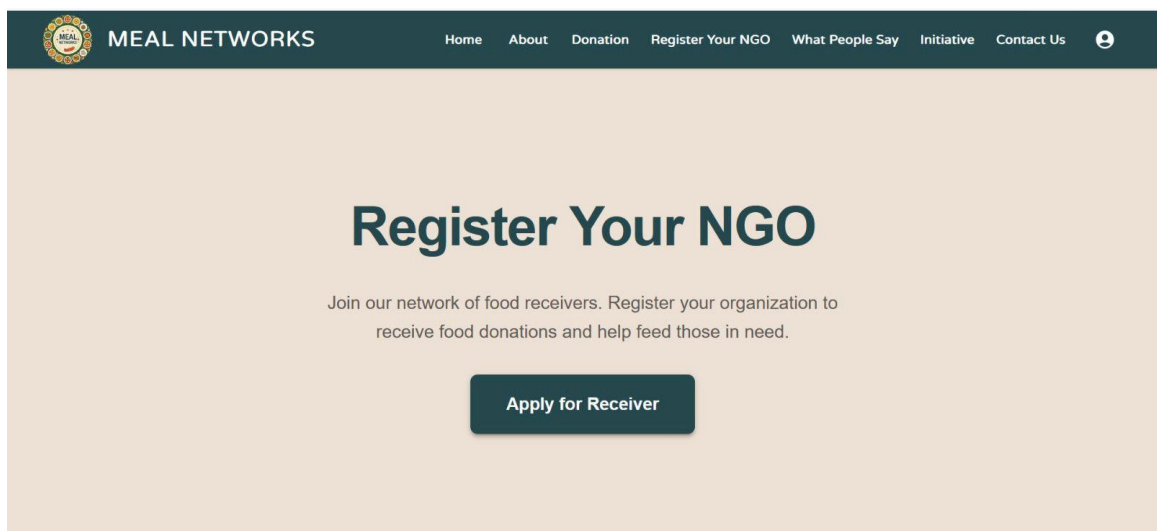 MEAL
NETWORKS
MEAL NETWORKS
Home About Donation Register Your NGO What People Say Initiative Contact Us
Register Your NGO
Join our network of food receivers. Register your organization to
receive food donations and help feed those in need.
Apply for Receiver